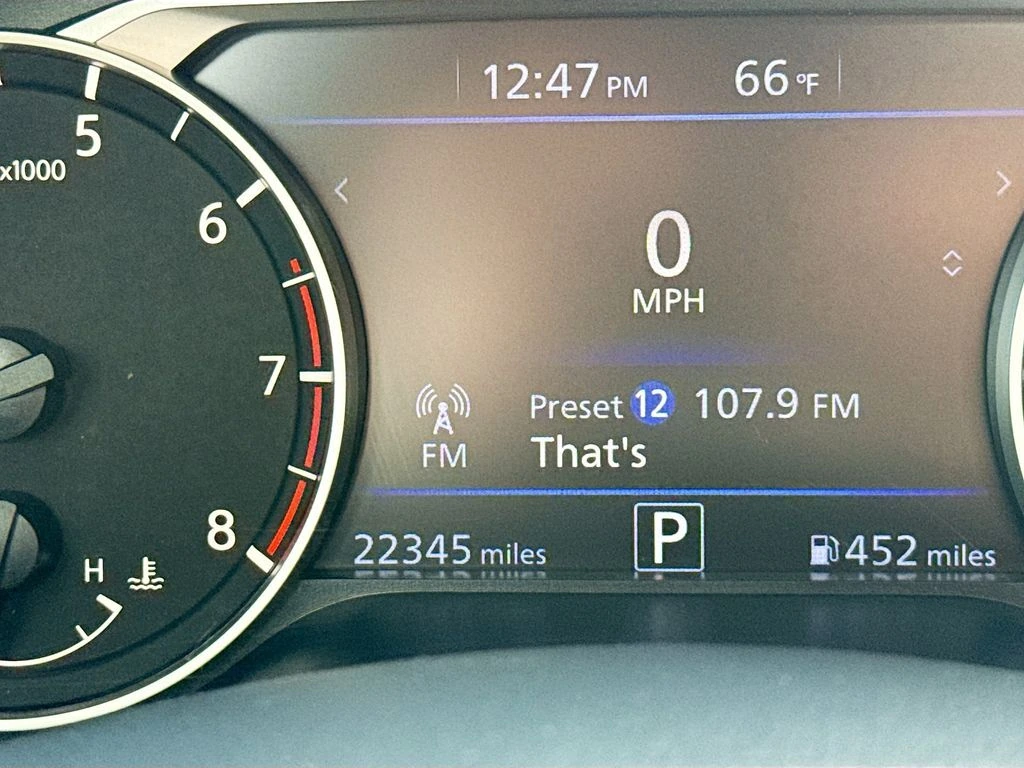 12:47 PM 66 °F
5
x1000
6
0
MPH
7
Preset 12 107.9 FM
FM
That's
8
22345 miles P 452 miles
H